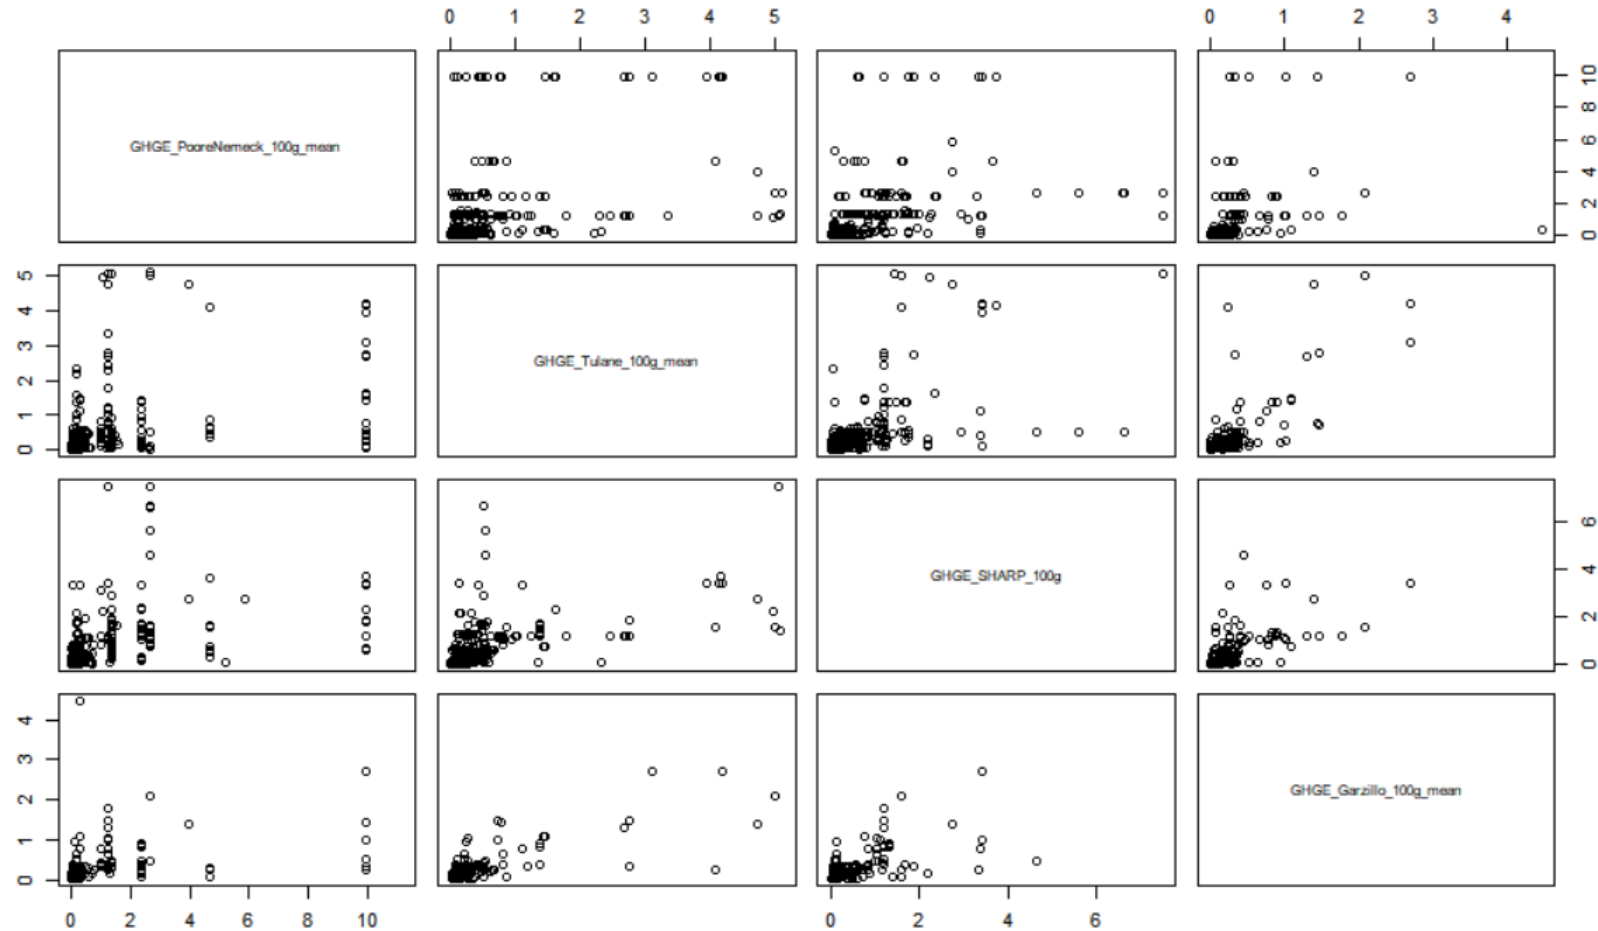 0 1 2 3 4 5 0 1 2 3 4
GHGE_PooreNemeck_100g_mean 0 2 4 6 8 10
0 1 2 3 4 5 GHGE_Tulane_100g_mean
GHGE_SHARP_100g 0 2 4 6
0 1 2 3 4 GHGE_Garzillo_100g_mean
0 2 4 6 8 10 0 2 4 6